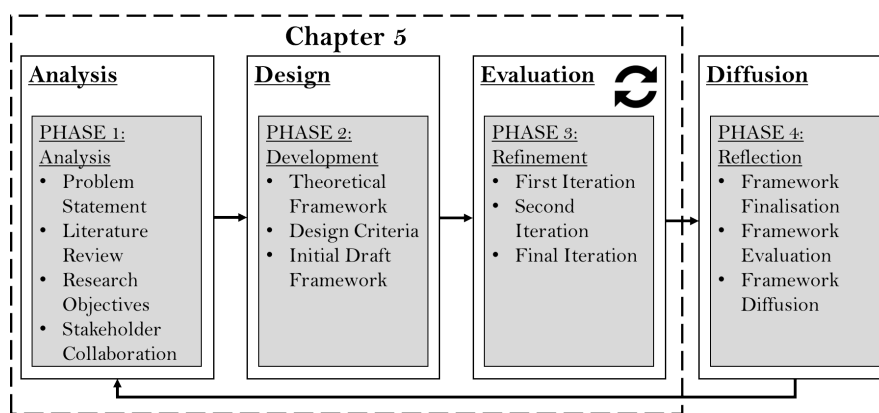 Chapter 5
Analysis
PHASE 1:
Analysis
• Problem
Statement
• Literature
Review
• Research
Objectives
• Stakeholder
Collaboration
Design
PHASE 2:
Development
• Theoretical
Framework
• Design Criteria
• Initial Draft
Framework
Evaluation
PHASE 3:
Refinement
• First Iteration
• Second
Iteration
• Final Iteration
Diffusion
PHASE 4:
Reflection
• Framework
Finalisation
• Framework
Evaluation
• Framework
Diffusion